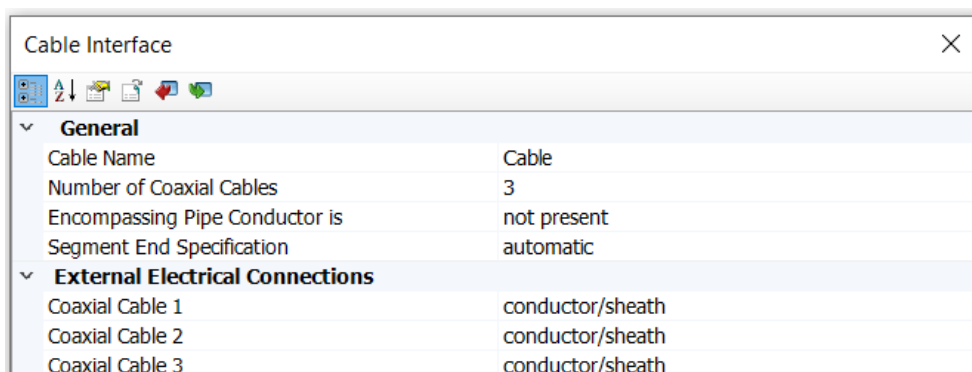 Cable Interface
General
Cable Name Cable
Number of Coaxial Cables 3
Encompassing Pipe Conductor is not present
Segment End Specification automatic
External Electrical Connections
Coaxial Cable 1 conductor/sheath
Coaxial Cable 2 conductor/sheath
Coaxial Cable 3 conductor/sheath